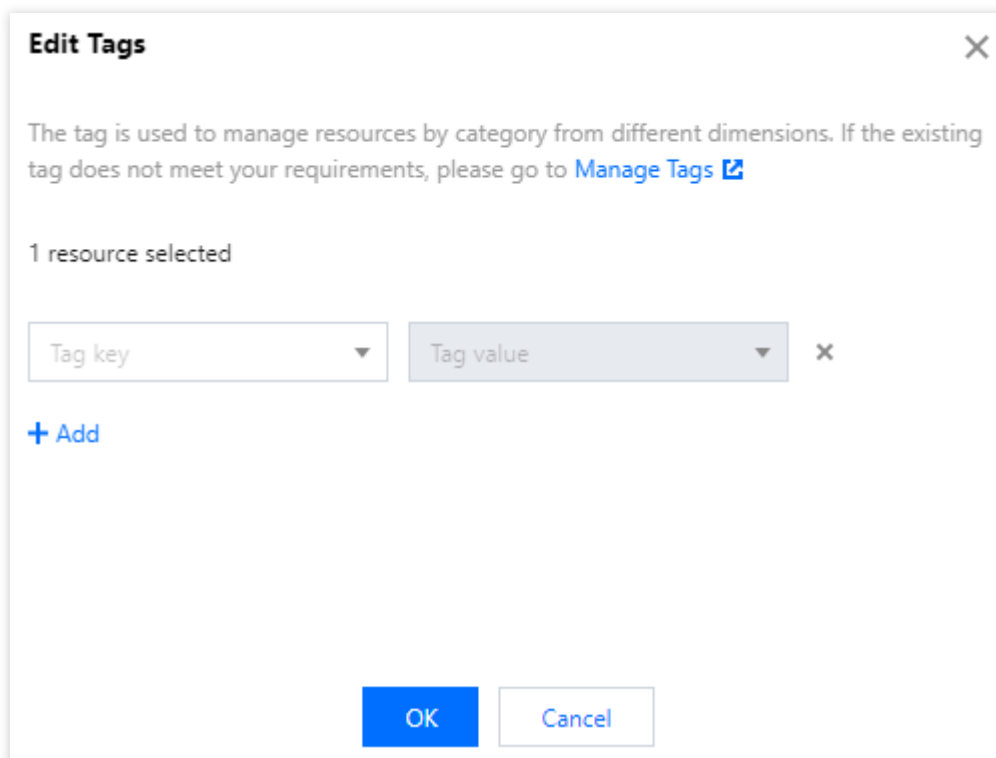 Edit Tags
The tag is used to manage resources by category from different dimensions. If the existing
tag does not meet your requirements, please go to Manage Tags
1 resource selected
Tag key Tag value
Add
OK Cancel